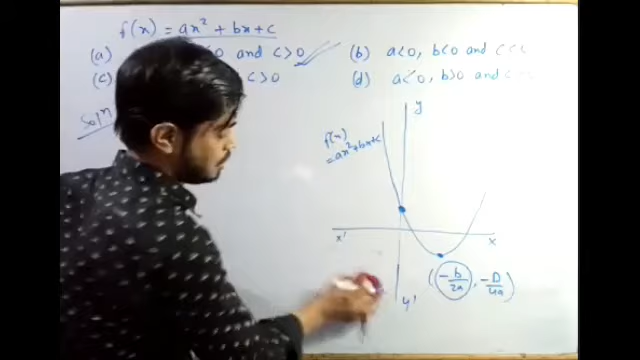 f(x) = ax² + bx + c
(a) 0 and c>0
(b) a<0, b<0 and c<
(c) c>0
(d) a<0, b>0 and c<
Solⁿ
y
f(x)
= ax²+bx+c
x'
x
(-b/2a, -D/4a)
y'